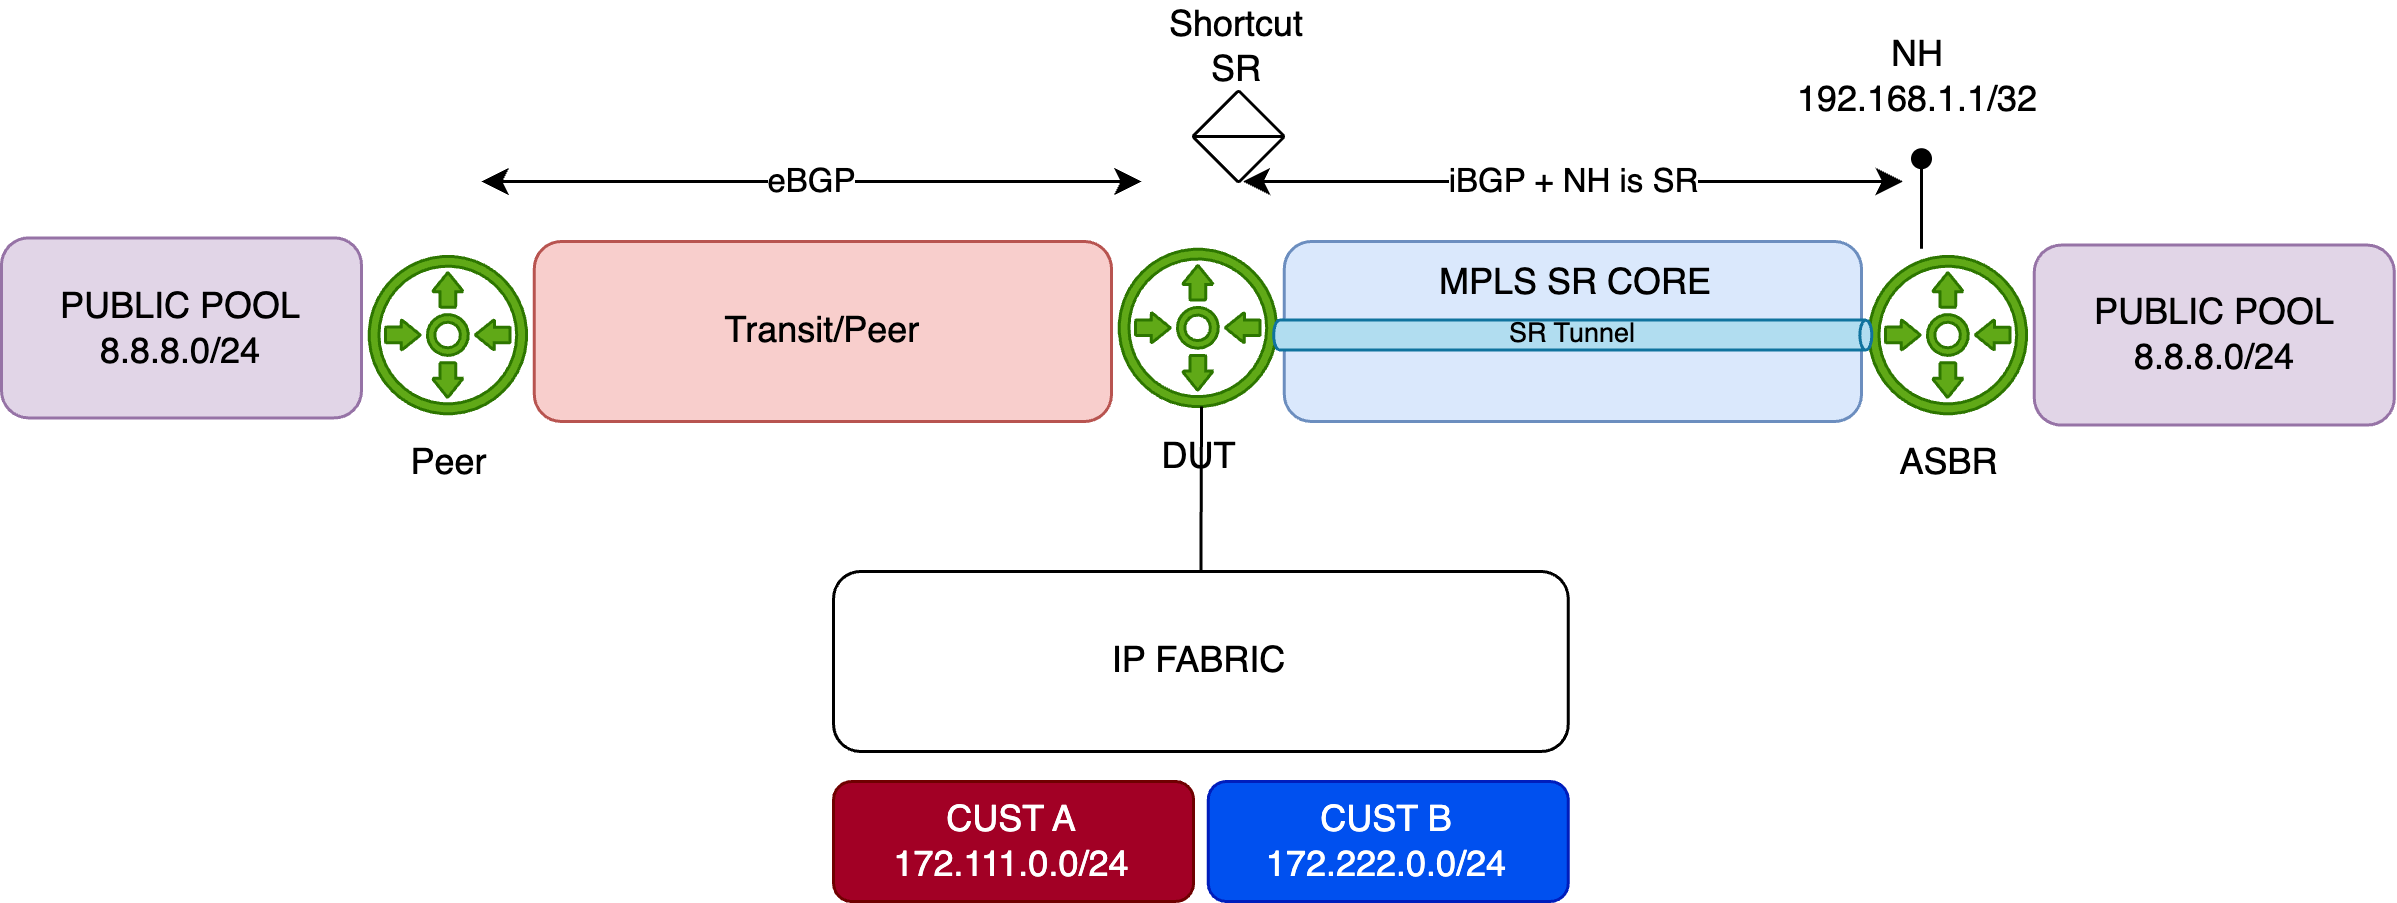 Shortcut
SR
NH
192.168.1.1/32
eBGP
iBGP + NH is SR
PUBLIC POOL
8.8.8.0/24
Transit/Peer
MPLS SR CORE
SR Tunnel
PUBLIC POOL
8.8.8.0/24
Peer
DUT
ASBR
IP FABRIC
CUST A
172.111.0.0/24
CUST B
172.222.0.0/24